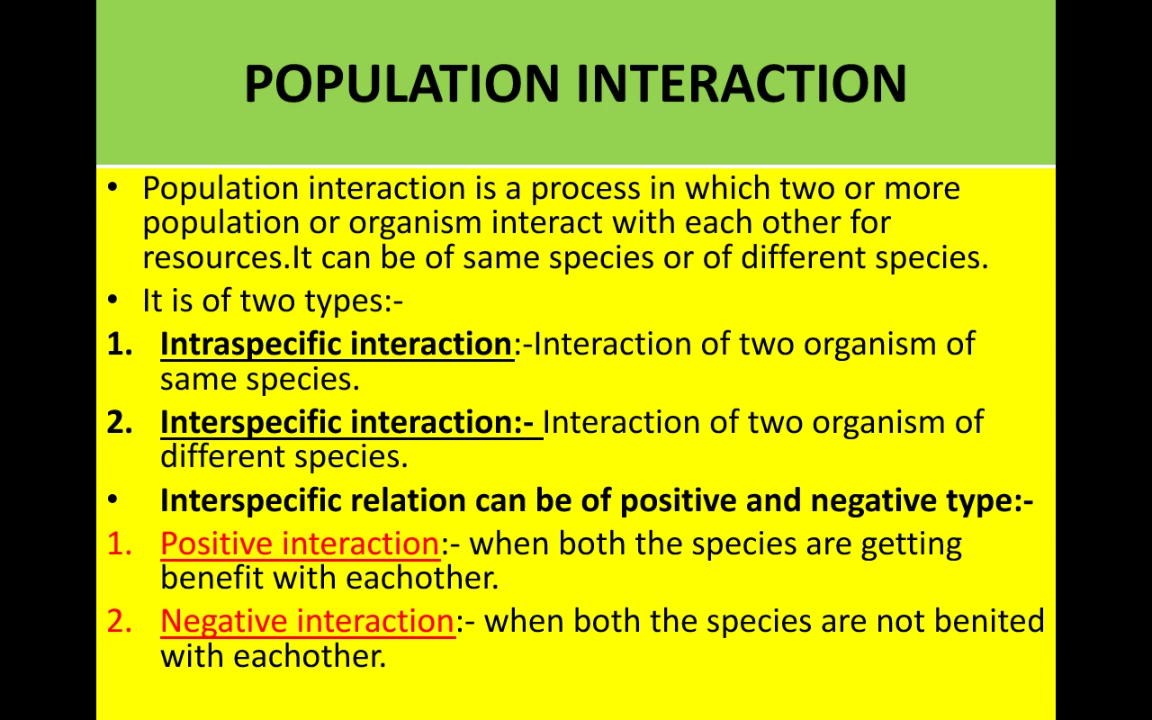 POPULATION INTERACTION
• Population interaction is a process in which two or more
population or organism interact with each other for
resources.It can be of same species or of different species.
• It is of two types:-
1. Intraspecific interaction:-Interaction of two organism of
same species.
2. Interspecific interaction:- Interaction of two organism of
different species.
• Interspecific relation can be of positive and negative type:-
1. Positive interaction:- when both the species are getting
benefit with eachother.
2. Negative interaction:- when both the species are not benited
with eachother.